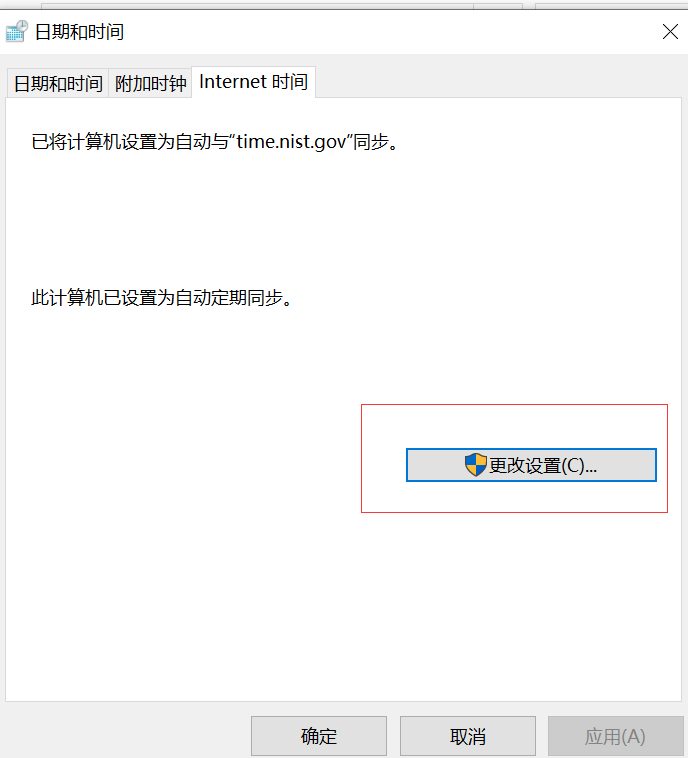 日期和时间
日期和时间 附加时钟 Internet 时间
已将计算机设置为自动与“time.nist.gov”同步。
此计算机已设置为自动定期同步。
更改设置(C)...
确定 取消 应用(A)